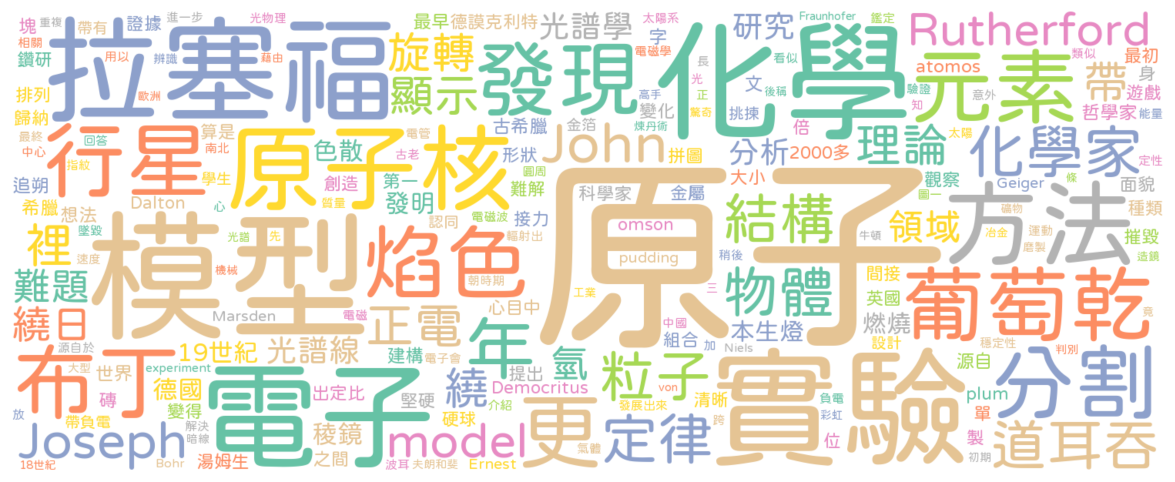 塊 重複 進一步 光物理 最早 德謨克利特 光譜學 太陽系 Fraunhofer 鑑定
相關 帶有 證據 字 研究 Rutherford
鑽研 用以 辨識 藉由 拉塞福 旋轉 電磁學 發現 化學 看似 元素 類似 最初
歐洲 顯示 長 光 高手 正 文 後稱 atomos 帶 身
排列 變化 驚奇 挑揀 驗證 知 意外 遊戲
歸納 古希臘 金箔 煉丹術 倍 哲學家 能量
最終 回答 算是 電管 形狀 John 拼圖 分析 2000多 理論 太陽 化學家
中心 指紋 南北 色散 古老 圓周 定性
行星 原子核 第一 難解 科學家 金屬 大小 觀察 Geiger 條 面貌
追朔 學生 創造 質量 發明 圖一 種類
希臘 想法 Dalton 心 認同 電磁波 接力 原子 結構 礦物 方法
墜毀 光譜 先 輻射出 omson 領域 冶金 運動 摧毀
裡 速度 模型 焰色 pudding 稍後 牛頓 磨製 造鏡
機械 朝時期 物體 間接
難題 心目中 工業 三 英國 葡萄乾
繞日 Marsden 電磁 正電 中國 本生燈 燃燒
源自於 19世紀 光譜線 建構 電子會 年 氫 組合 加 設計 穩定性 竟
布丁 大型 世界 experiment 提出 粒子 Niels 源自 判別
磚 德國 電子 出定比 堅硬 繞 Democritus von 清晰 實驗 負電 plum 分割
放 帶負電 變得 介紹 硬球 發展出來 跨 彩虹 單
解決 稜鏡 model 更 定律 位 製
Joseph 暗線 之間 氣體 初期 道耳吞
18世紀 Bohr 湯姆生 波耳 夫朗和斐 Ernest